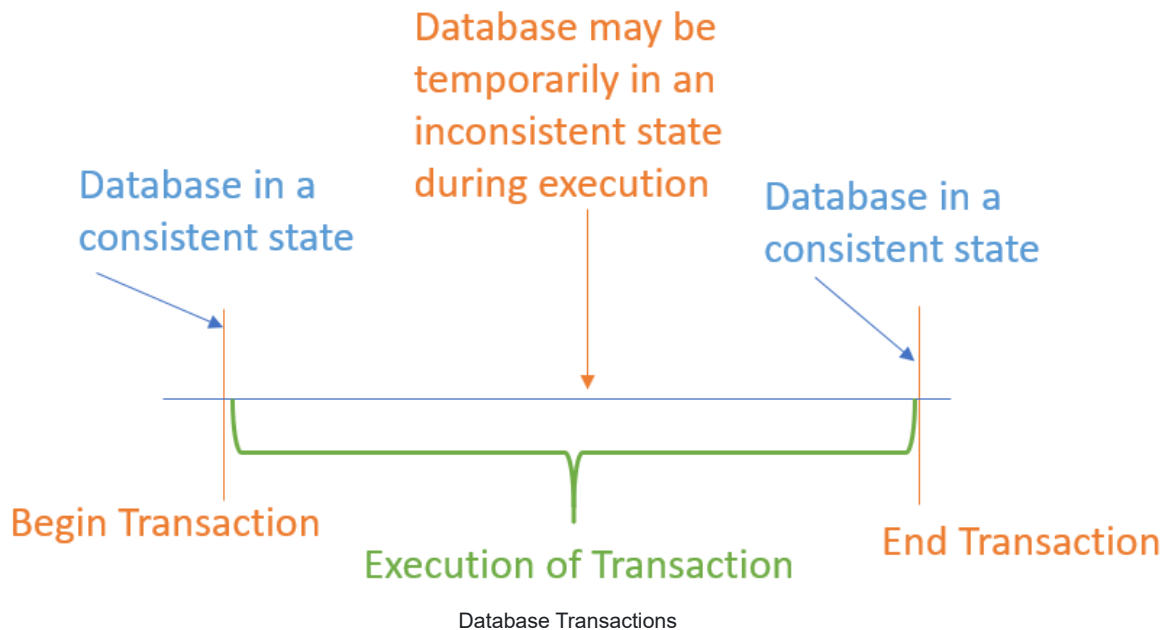 Database may be
temporarily in an
inconsistent state
during execution
Database in a
consistent state
Database in a
consistent state
Begin Transaction
End Transaction
Execution of Transaction
Database Transactions